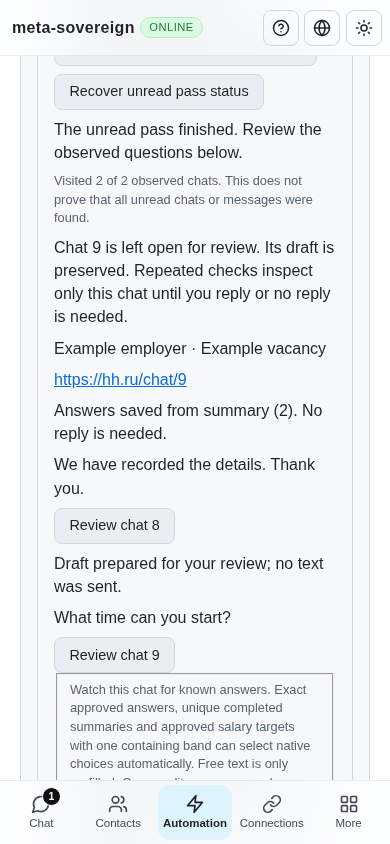 meta-sovereign ONLINE
Recover unread pass status
The unread pass finished. Review the
observed questions below.
Visited 2 of 2 observed chats. This does not
prove that all unread chats or messages were
found.
Chat 9 is left open for review. Its draft is
preserved. Repeated checks inspect
only this chat until you reply or no reply
is needed.
Example employer · Example vacancy
https://hh.ru/chat/9
Answers saved from summary (2). No
reply is needed.
We have recorded the details. Thank
you.
Review chat 8
Draft prepared for your review; no text
was sent.
What time can you start?
Review chat 9
Watch this chat for known answers. Exact
approved answers, unique completed
summaries and approved salary targets
with one containing band can select native
choices automatically. Free text is only
1
Chat Contacts Automation Connections More